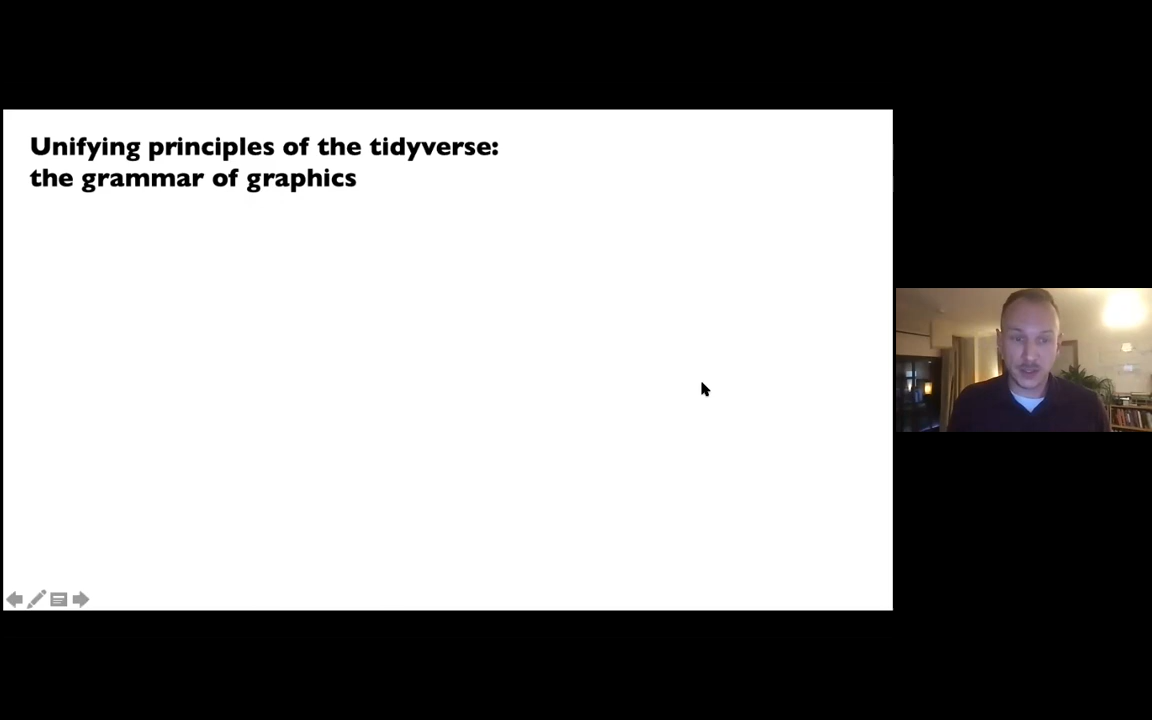 Unifying principles of the tidyverse:
the grammar of graphics